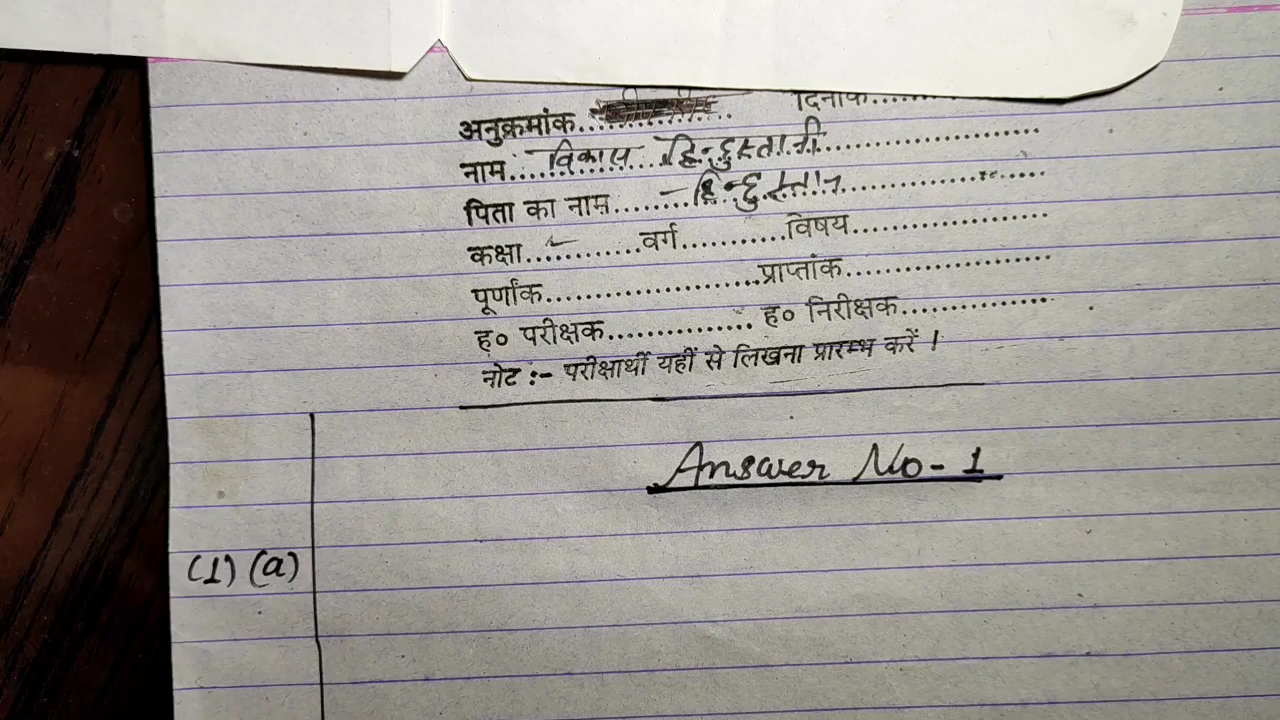 अनुक्रमांक.................. दिनांक.........
नाम....विकास....हिन्दुस्तानी......................
पिता का नाम........हिन्दुस्तान......................
कक्षा............वर्ग...........विषय.....................
पूर्णांक......................प्राप्तांक.....................
ह० परीक्षक............... ह० निरीक्षक................
नोट :- परीक्षार्थी यहीं से लिखना प्रारम्भ करें ।
Answer No- 1
(1) (a)